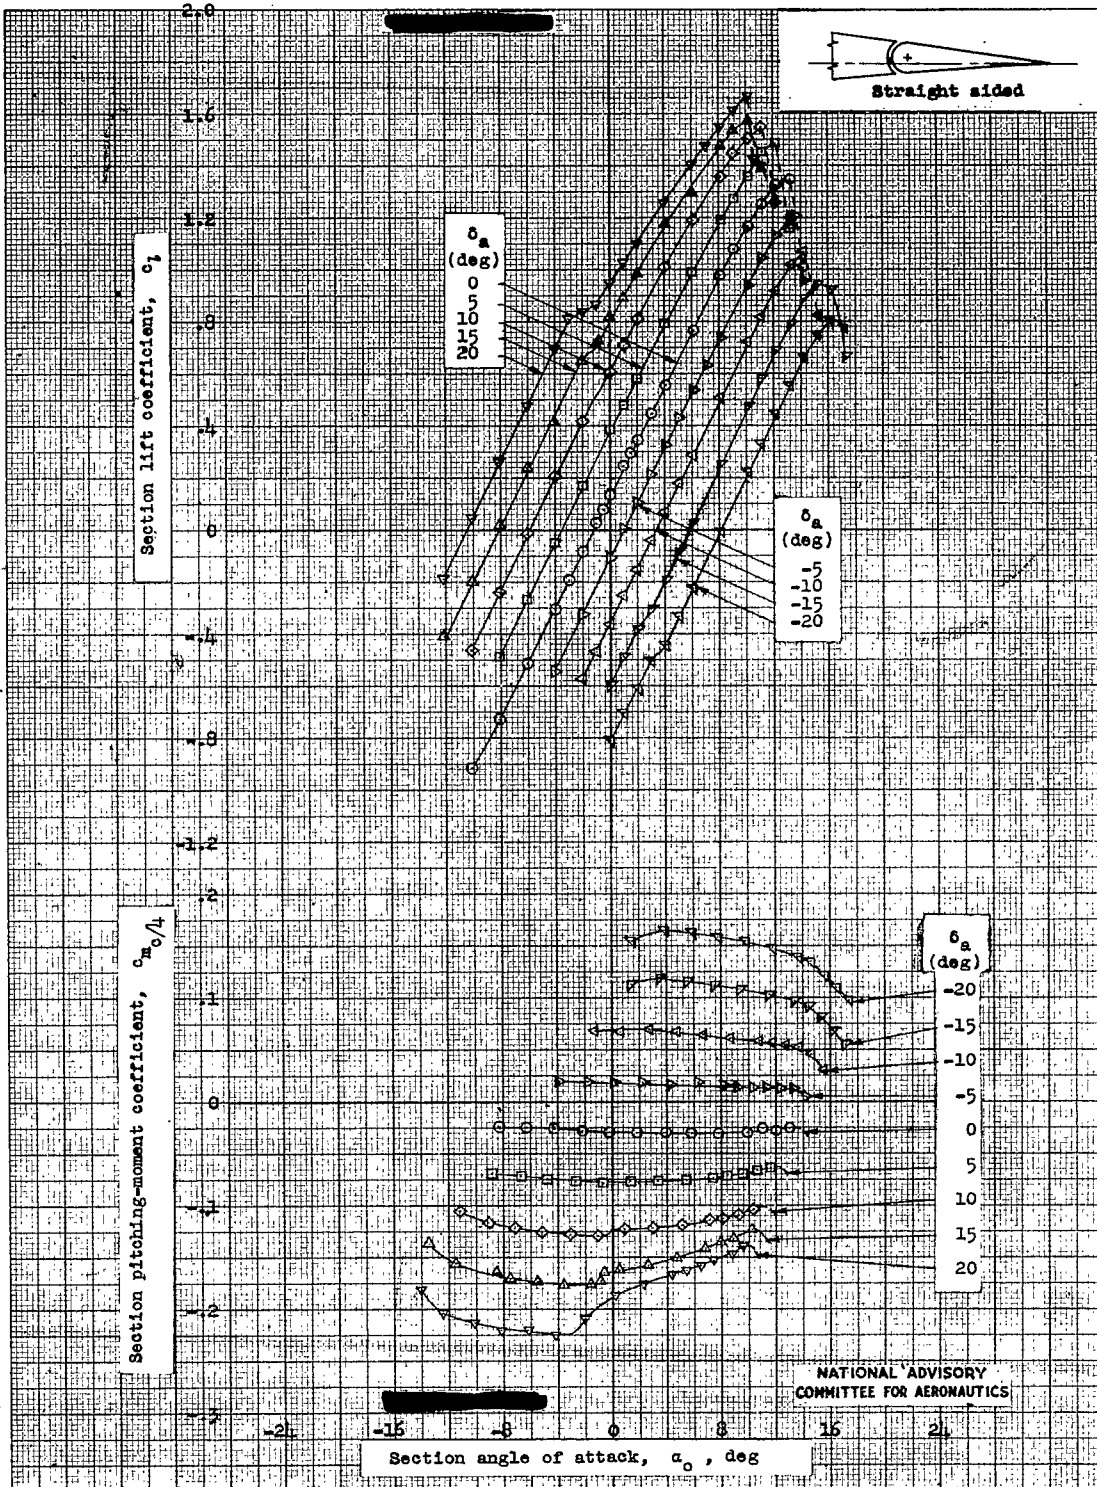 2.0
Straight sided
1.6
1.2
.8
.4
0
-.4
-.8
-1.2
Section lift coefficient, cl
δa
(deg)
0
5
10
15
20
δa
(deg)
-5
-10
-15
-20
.2
.1
0
-.1
-.2
-.3
Section pitching-moment coefficient, cmc/4
δa
(deg)
-20
-15
-10
-5
0
5
10
15
20
NATIONAL ADVISORY
COMMITTEE FOR AERONAUTICS
-24 -16 -8 0 8 16 24
Section angle of attack, αo, deg